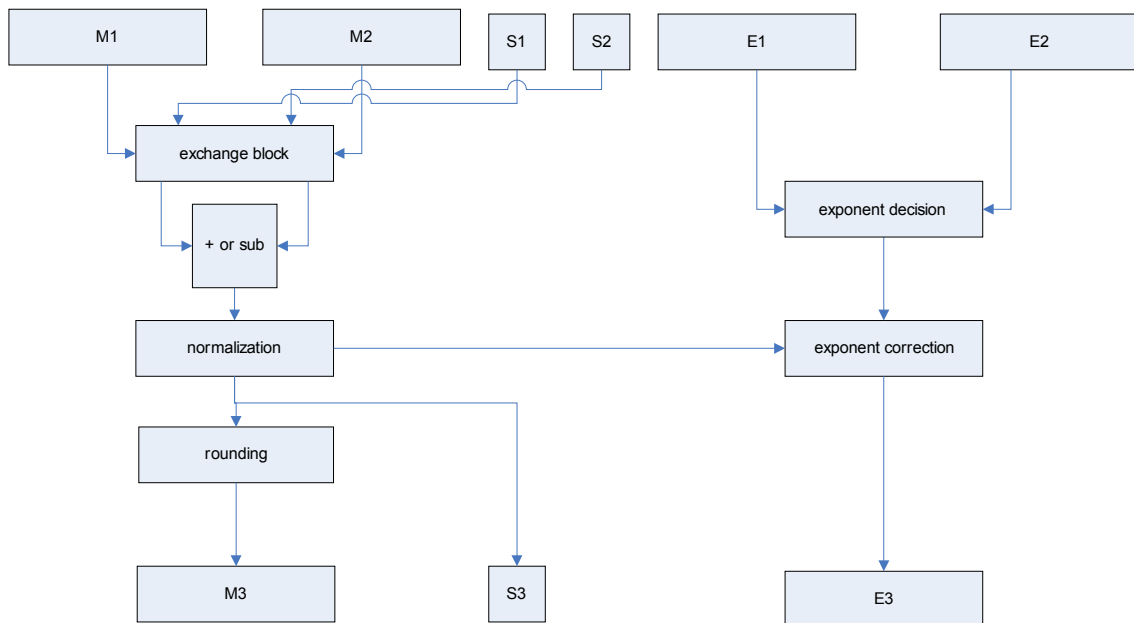 M1
M2
S1
S2
E1
E2
exchange block
exponent decision
+ or sub
normalization
exponent correction
rounding
M3
S3
E3